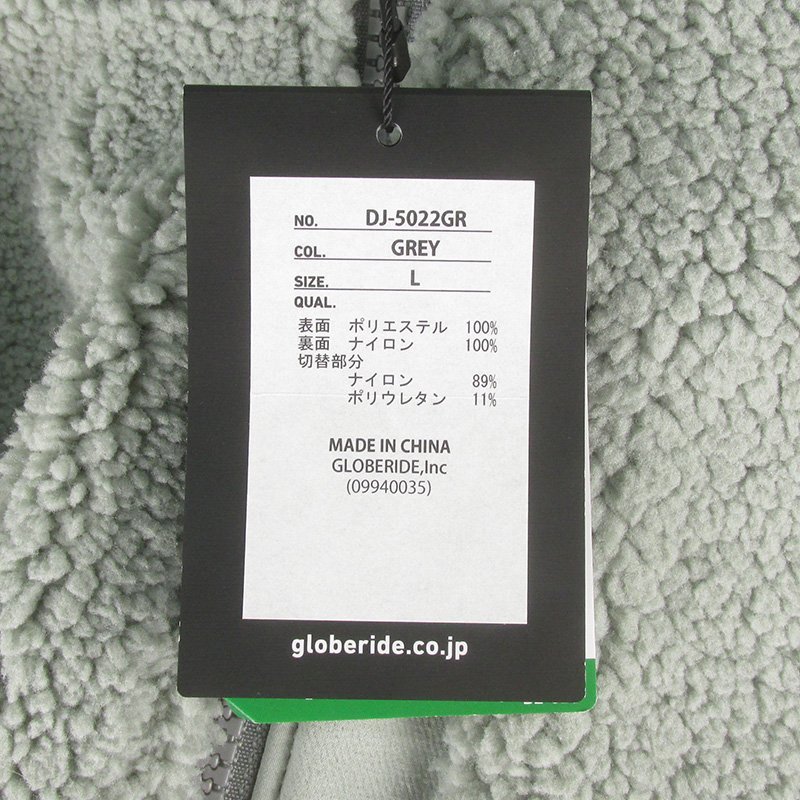 NO. DJ-5022GR
COL. GREY
SIZE. L
QUAL.
表面 ポリエステル 100%
裏面 ナイロン 100%
切替部分
ナイロン 89%
ポリウレタン 11%
MADE IN CHINA
GLOBERIDE,Inc
(09940035)
globeride.co.jp